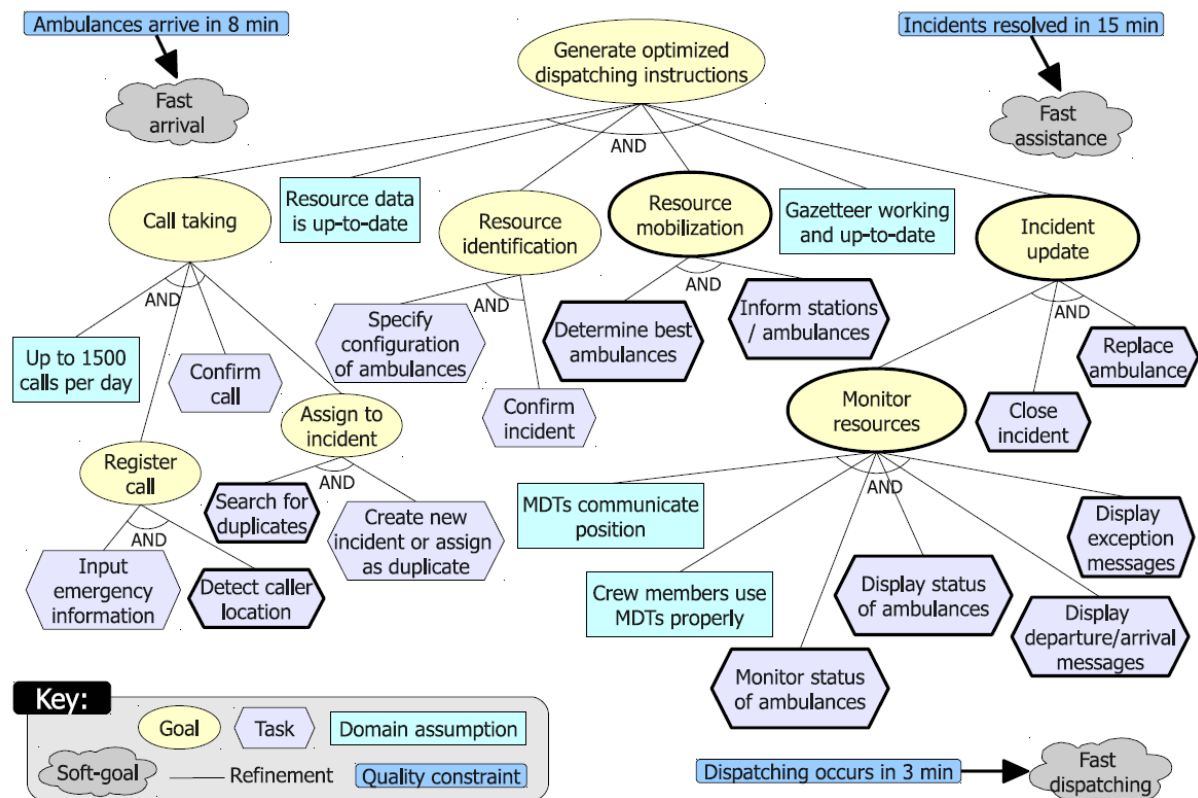 Ambulances arrive in 8 min
Fast
arrival
Generate optimized
dispatching instructions
Incidents resolved in 15 min
Fast
assistance
AND
Call taking
Resource data
is up-to-date
Resource
identification
Resource
mobilization
Gazetteer working
and up-to-date
Incident
update
AND
AND
AND
AND
Up to 1500
calls per day
Confirm
call
Specify
configuration
of ambulances
Determine best
ambulances
Inform stations
/ ambulances
Replace
ambulance
Assign to
incident
Confirm
incident
Monitor
resources
Close
incident
Register
call
AND
AND
Search for
duplicates
Create new
incident or assign
as duplicate
MDTs communicate
position
Display
exception
messages
AND
Input
emergency
information
Detect caller
location
Crew members use
MDTs properly
Display status
of ambulances
Display
departure/arrival
messages
Monitor status
of ambulances
Key:
Goal
Task
Domain assumption
Soft-goal
Refinement
Quality constraint
Dispatching occurs in 3 min
Fast
dispatching